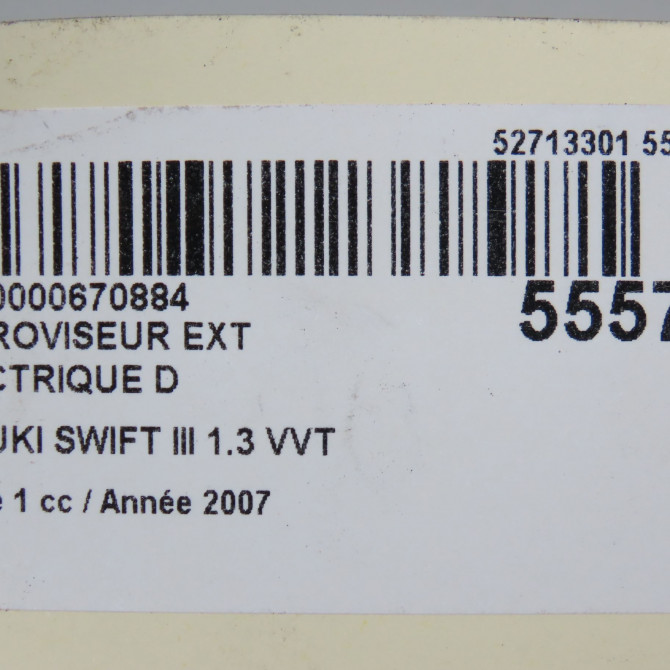 52713301 55
0000670884
5557
ROVISEUR EXT
CTRIQUE D
UKI SWIFT III 1.3 VVT
é 1 cc / Année 2007